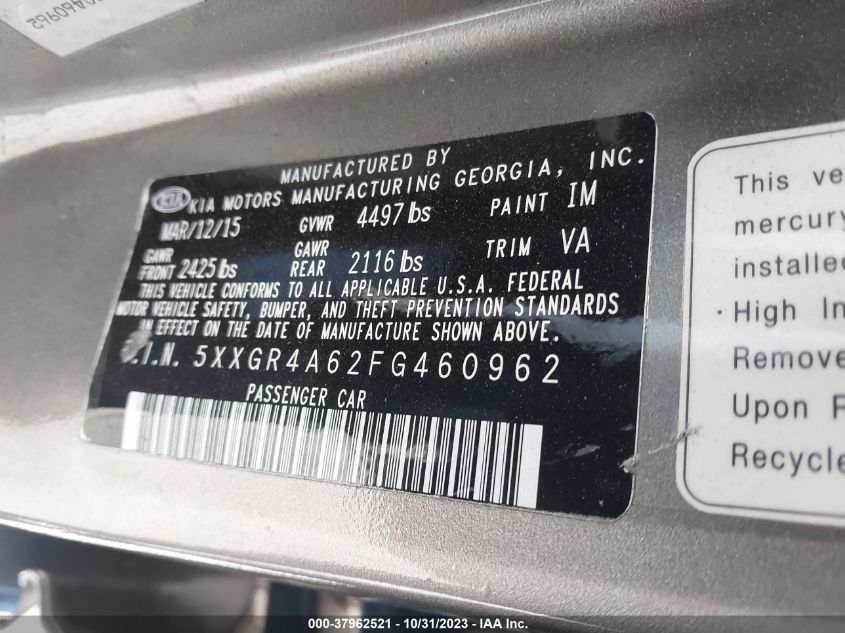 MANUFACTURED BY
KIA KIA MOTORS MANUFACTURING GEORGIA, INC.
MAR/12/15 GVWR 4497 lbs PAINT IM
GAWR FRONT 2425 lbs GAWR REAR 2116 lbs TRIM VA
THIS VEHICLE CONFORMS TO ALL APPLICABLE U.S.A. FEDERAL
MOTOR VEHICLE SAFETY, BUMPER, AND THEFT PREVENTION STANDARDS
IN EFFECT ON THE DATE OF MANUFACTURE SHOWN ABOVE.
V.I.N. 5XXGR4A62FG460962
PASSENGER CAR
This ve
mercury
installed
· High In
Remove
Upon R
Recycle
000-37962521 - 10/31/2023 - IAA Inc.